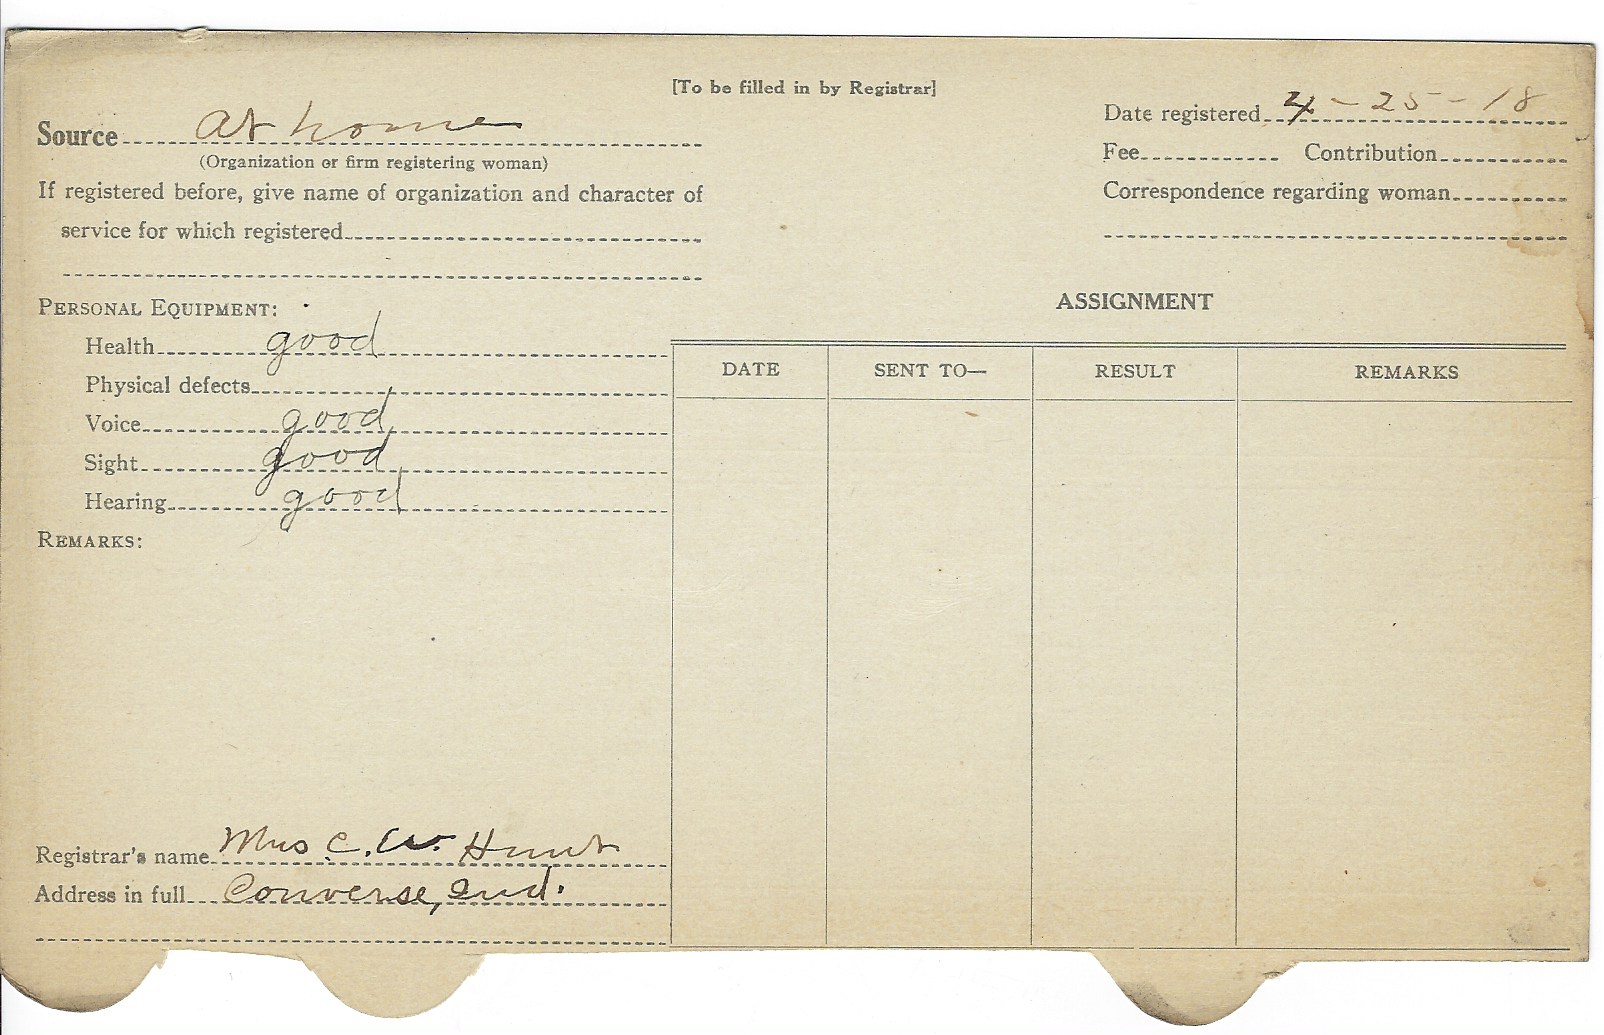 [To be filled in by Registrar]
Source At home
(Organization or firm registering woman)
If registered before, give name of organization and character of
service for which registered
Date registered 4-25-18
Fee Contribution
Correspondence regarding woman
PERSONAL EQUIPMENT:
Health good
Physical defects
Voice good
Sight good
Hearing good
REMARKS:
Registrar's name Mrs C. W. Hunt
Address in full Converse, Ind.
ASSIGNMENT
DATE SENT TO— RESULT REMARKS